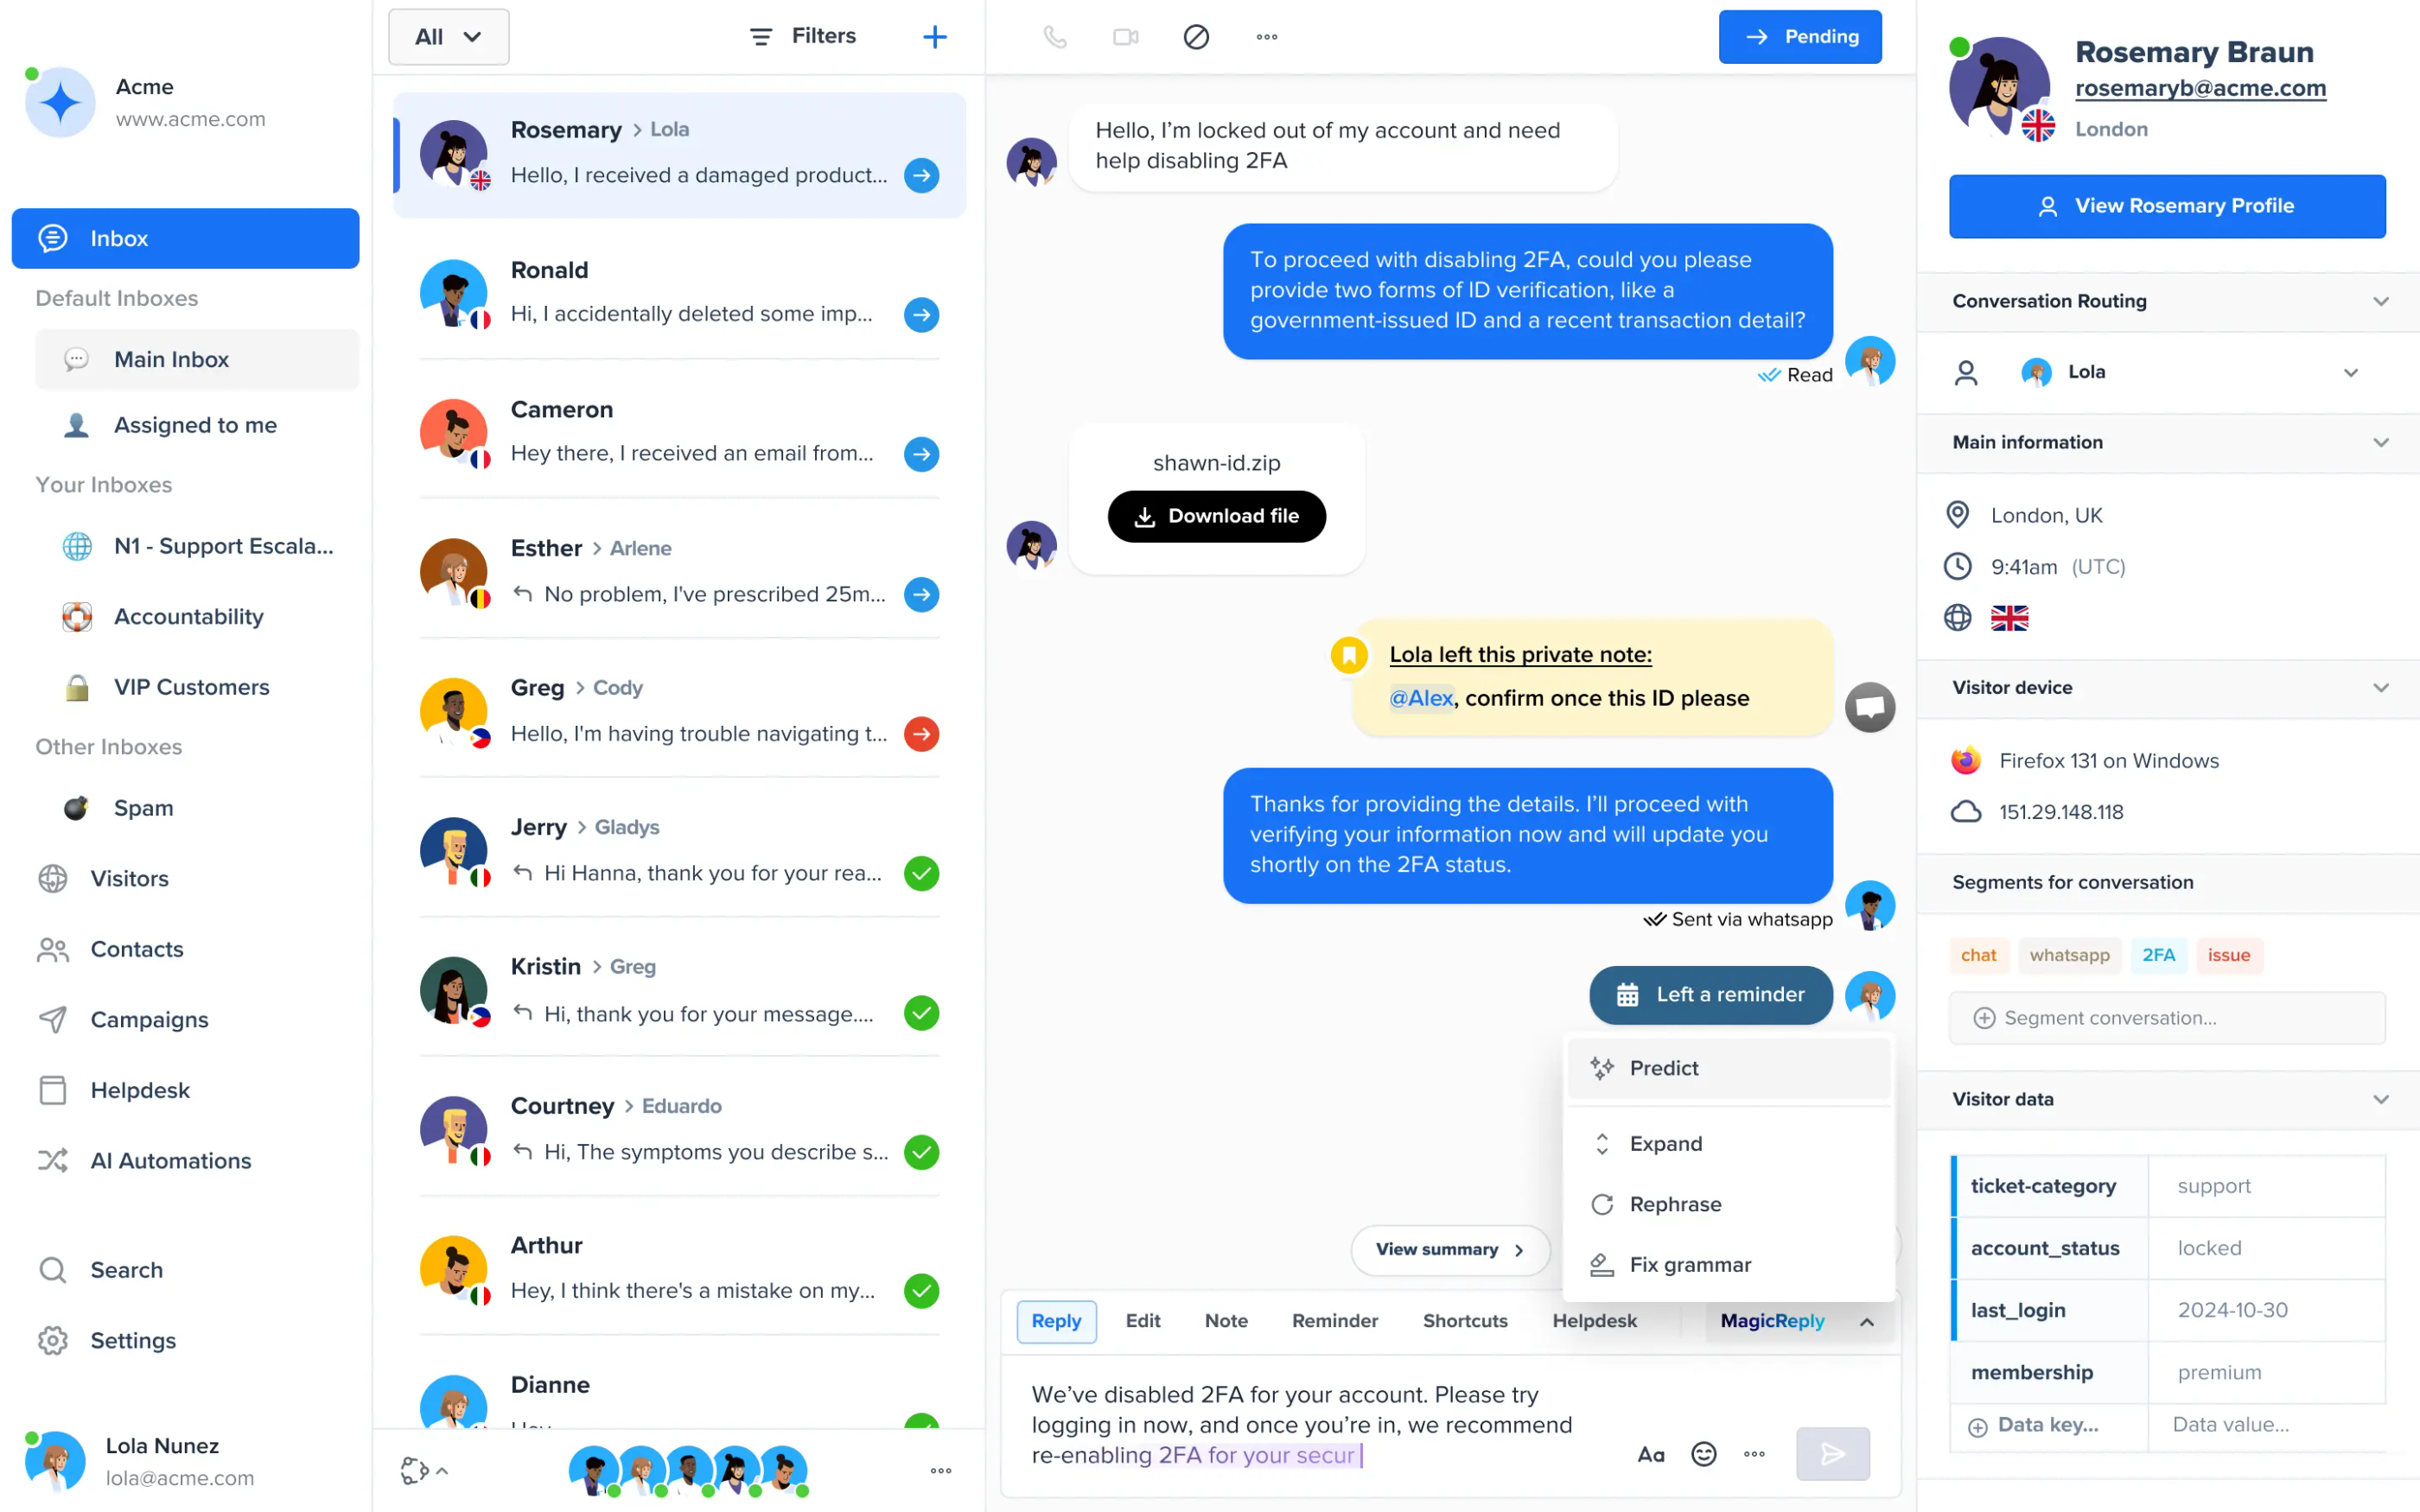 Acme
www.acme.com
Inbox
Default Inboxes
Main Inbox
Assigned to me
Your Inboxes
N1 - Support Escala...
Accountability
VIP Customers
Other Inboxes
Spam
Visitors
Contacts
Campaigns
Helpdesk
AI Automations
Search
Settings
Lola Nunez
lola@acme.com
All
Filters
Rosemary > Lola
Hello, I received a damaged product...
Ronald
Hi, I accidentally deleted some imp...
Cameron
Hey there, I received an email from...
Esther > Arlene
No problem, I've prescribed 25m...
Greg > Cody
Hello, I'm having trouble navigating t...
Jerry > Gladys
Hi Hanna, thank you for your rea...
Kristin > Greg
Hi, thank you for your message....
Courtney > Eduardo
Hi, The symptoms you describe s...
Arthur
Hey, I think there's a mistake on my...
Dianne
Pending
Hello, I’m locked out of my account and need
help disabling 2FA
To proceed with disabling 2FA, could you please
provide two forms of ID verification, like a
government-issued ID and a recent transaction detail?
Read
shawn-id.zip
Download file
Lola left this private note:
@Alex, confirm once this ID please
Thanks for providing the details. I’ll proceed with
verifying your information now and will update you
shortly on the 2FA status.
Sent via whatsapp
Left a reminder
Predict
Expand
Rephrase
Fix grammar
View summary
Reply
Edit
Note
Reminder
Shortcuts
Helpdesk
MagicReply
We’ve disabled 2FA for your account. Please try
logging in now, and once you’re in, we recommend
re-enabling 2FA for your secur
Aa
Rosemary Braun
rosemaryb@acme.com
London
View Rosemary Profile
Conversation Routing
Lola
Main information
London, UK
9:41am (UTC)
Visitor device
Firefox 131 on Windows
151.29.148.118
Segments for conversation
chat whatsapp 2FA issue
Segment conversation...
Visitor data
ticket-category support
account_status locked
last_login 2024-10-30
membership premium
Data key... Data value...